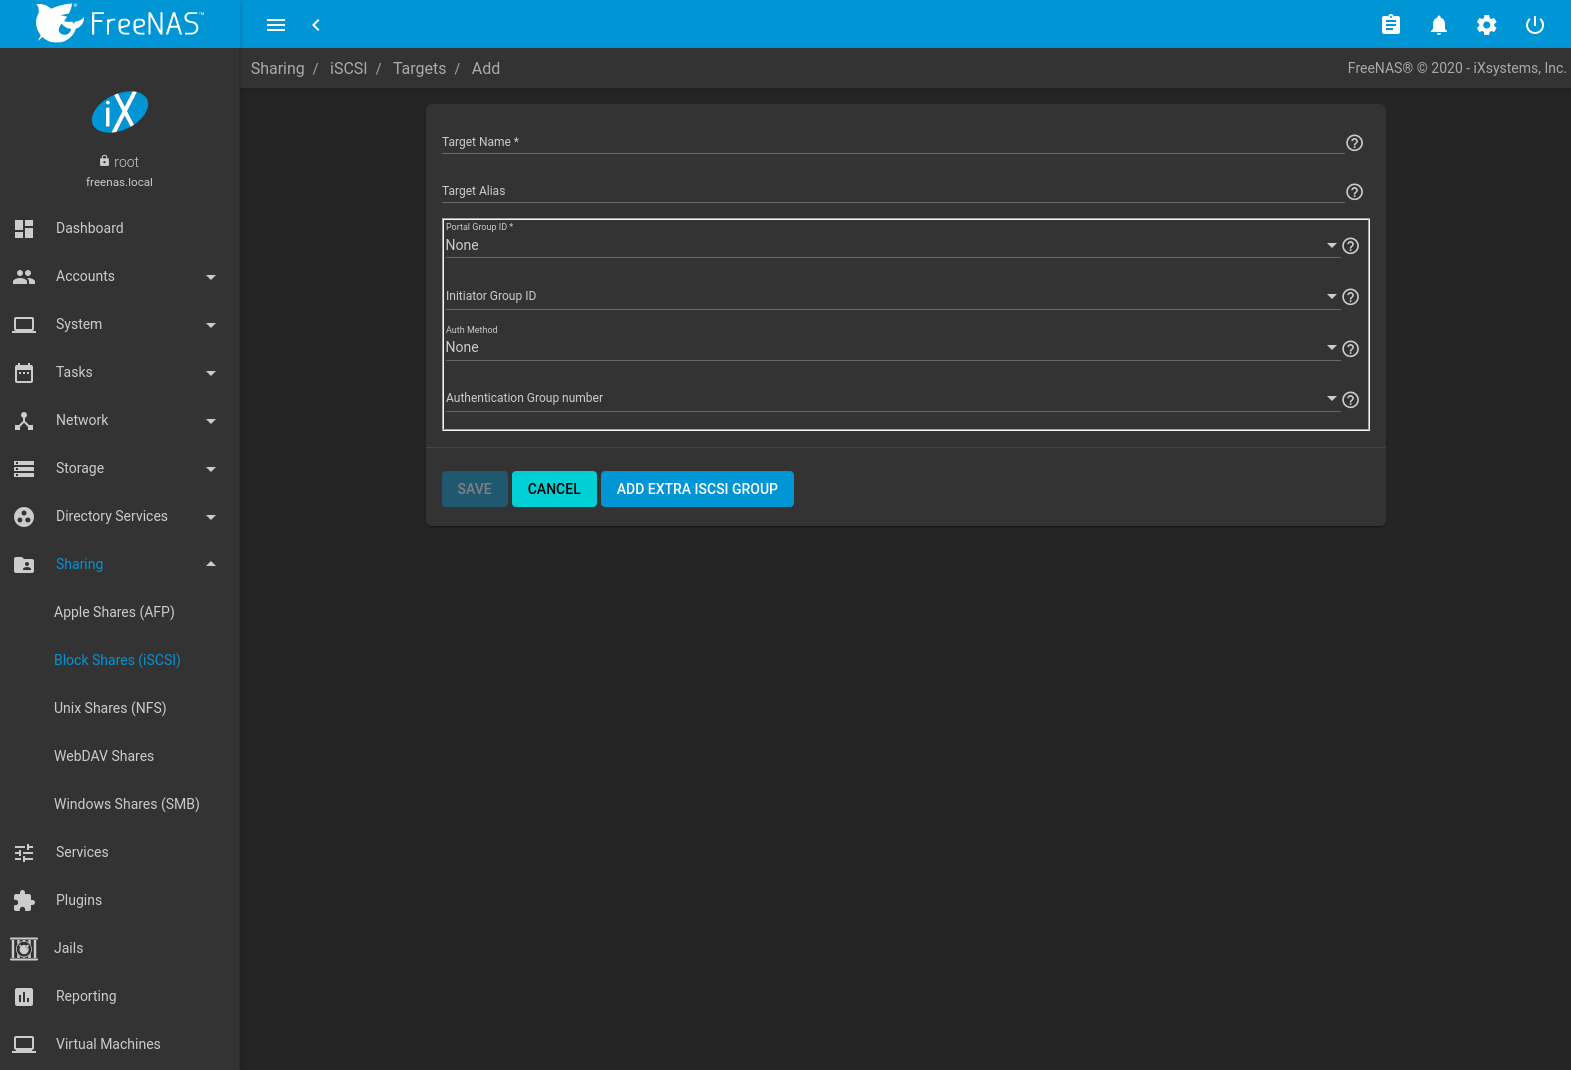 FreeNAS™
Sharing / iSCSI / Targets / Add
FreeNAS® © 2020 - iXsystems, Inc.
iX
root
freenas.local
Dashboard
Accounts
System
Tasks
Network
Storage
Directory Services
Sharing
Apple Shares (AFP)
Block Shares (iSCSI)
Unix Shares (NFS)
WebDAV Shares
Windows Shares (SMB)
Services
Plugins
Jails
Reporting
Virtual Machines
Target Name *
Target Alias
Portal Group ID *
None
Initiator Group ID
Auth Method
None
Authentication Group number
SAVE CANCEL ADD EXTRA ISCSI GROUP